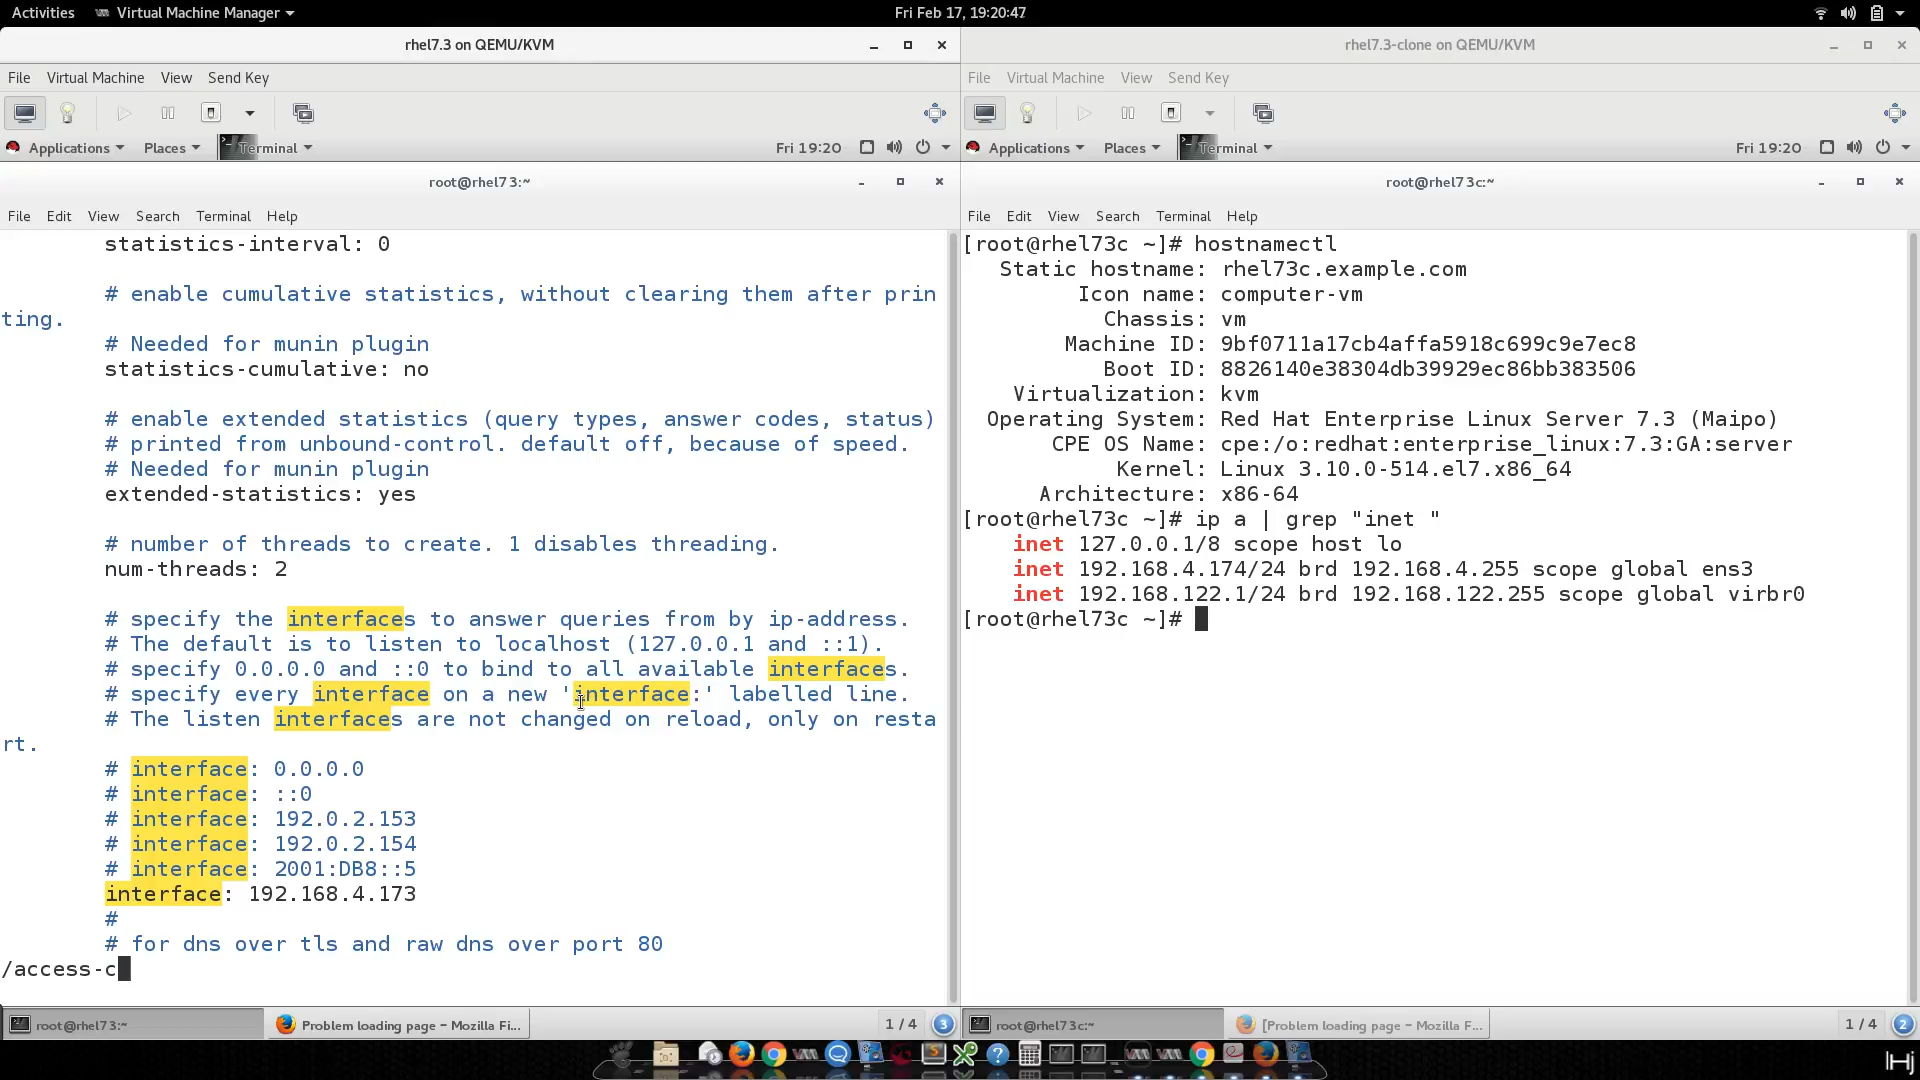 Activities Virtual Machine Manager Fri Feb 17, 19:20:47
rhel7.3 on QEMU/KVM
File Virtual Machine View Send Key
Applications Places Terminal Fri 19:20
root@rhel73:~
File Edit View Search Terminal Help
statistics-interval: 0
# enable cumulative statistics, without clearing them after prin
ting.
# Needed for munin plugin
statistics-cumulative: no
# enable extended statistics (query types, answer codes, status)
# printed from unbound-control. default off, because of speed.
# Needed for munin plugin
extended-statistics: yes
# number of threads to create. 1 disables threading.
num-threads: 2
# specify the interfaces to answer queries from by ip-address.
# The default is to listen to localhost (127.0.0.1 and ::1).
# specify 0.0.0.0 and ::0 to bind to all available interfaces.
# specify every interface on a new 'interface:' labelled line.
# The listen interfaces are not changed on reload, only on resta
rt.
# interface: 0.0.0.0
# interface: ::0
# interface: 192.0.2.153
# interface: 192.0.2.154
# interface: 2001:DB8::5
interface: 192.168.4.173
#
# for dns over tls and raw dns over port 80
/access-c
root@rhel73:~ Problem loading page - Mozilla Fi... 1 / 4 3
rhel7.3-clone on QEMU/KVM
File Virtual Machine View Send Key
Applications Places Terminal Fri 19:20
root@rhel73c:~
File Edit View Search Terminal Help
[root@rhel73c ~]# hostnamectl
Static hostname: rhel73c.example.com
Icon name: computer-vm
Chassis: vm
Machine ID: 9bf0711a17cb4affa5918c699c9e7ec8
Boot ID: 8826140e38304db39929ec86bb383506
Virtualization: kvm
Operating System: Red Hat Enterprise Linux Server 7.3 (Maipo)
CPE OS Name: cpe:/o:redhat:enterprise_linux:7.3:GA:server
Kernel: Linux 3.10.0-514.el7.x86_64
Architecture: x86-64
[root@rhel73c ~]# ip a | grep "inet "
inet 127.0.0.1/8 scope host lo
inet 192.168.4.174/24 brd 192.168.4.255 scope global ens3
inet 192.168.122.1/24 brd 192.168.122.255 scope global virbr0
[root@rhel73c ~]#
root@rhel73c:~ [Problem loading page - Mozilla F... 1 / 4 2